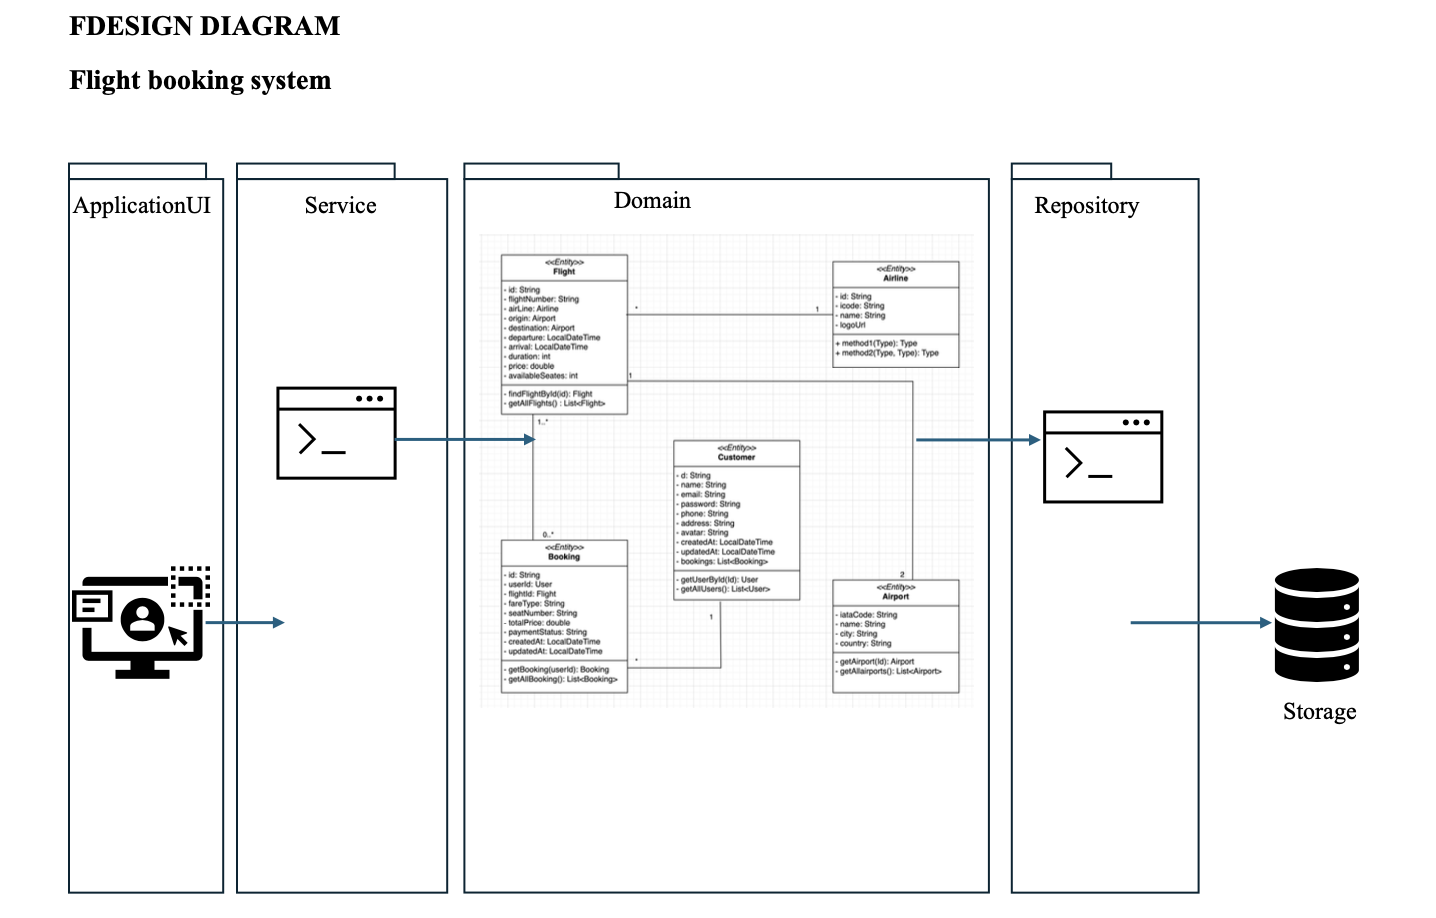 FDESIGN DIAGRAM
Flight booking system
ApplicationUI
Service
Domain
Repository
<<Entity>>
Flight
- id: String
- flightNumber: String
- airLine: Airline
- origin: Airport
- destination: Airport
- departure: LocalDateTime
- arrival: LocalDateTime
- duration: int
- price: double
- availableSeates: int
- findFlightById(id): Flight
- getAllFlights() : List<Flight>
*
1
<<Entity>>
Airline
- id: String
- icode: String
- name: String
- logoUrl
+ method1(Type): Type
+ method2(Type, Type): Type
1
1..*
<<Entity>>
Customer
- d: String
- name: String
- email: String
- password: String
- phone: String
- address: String
- avatar: String
- createdAt: LocalDateTime
- updatedAt: LocalDateTime
- bookings: List<Booking>
- getUserById(Id): User
- getAllUsers(): List<User>
1
0..*
<<Entity>>
Booking
- id: String
- userId: User
- flightId: Flight
- fareType: String
- seatNumber: String
- totalPrice: double
- paymentStatus: String
- createdAt: LocalDateTime
- updatedAt: LocalDateTime
- getBooking(userId): Booking
- getAllBooking(): List<Booking>
*
2
<<Entity>>
Airport
- iataCode: String
- name: String
- city: String
- country: String
- getAirport(Id): Airport
- getAllairports(): List<Airport>
Storage